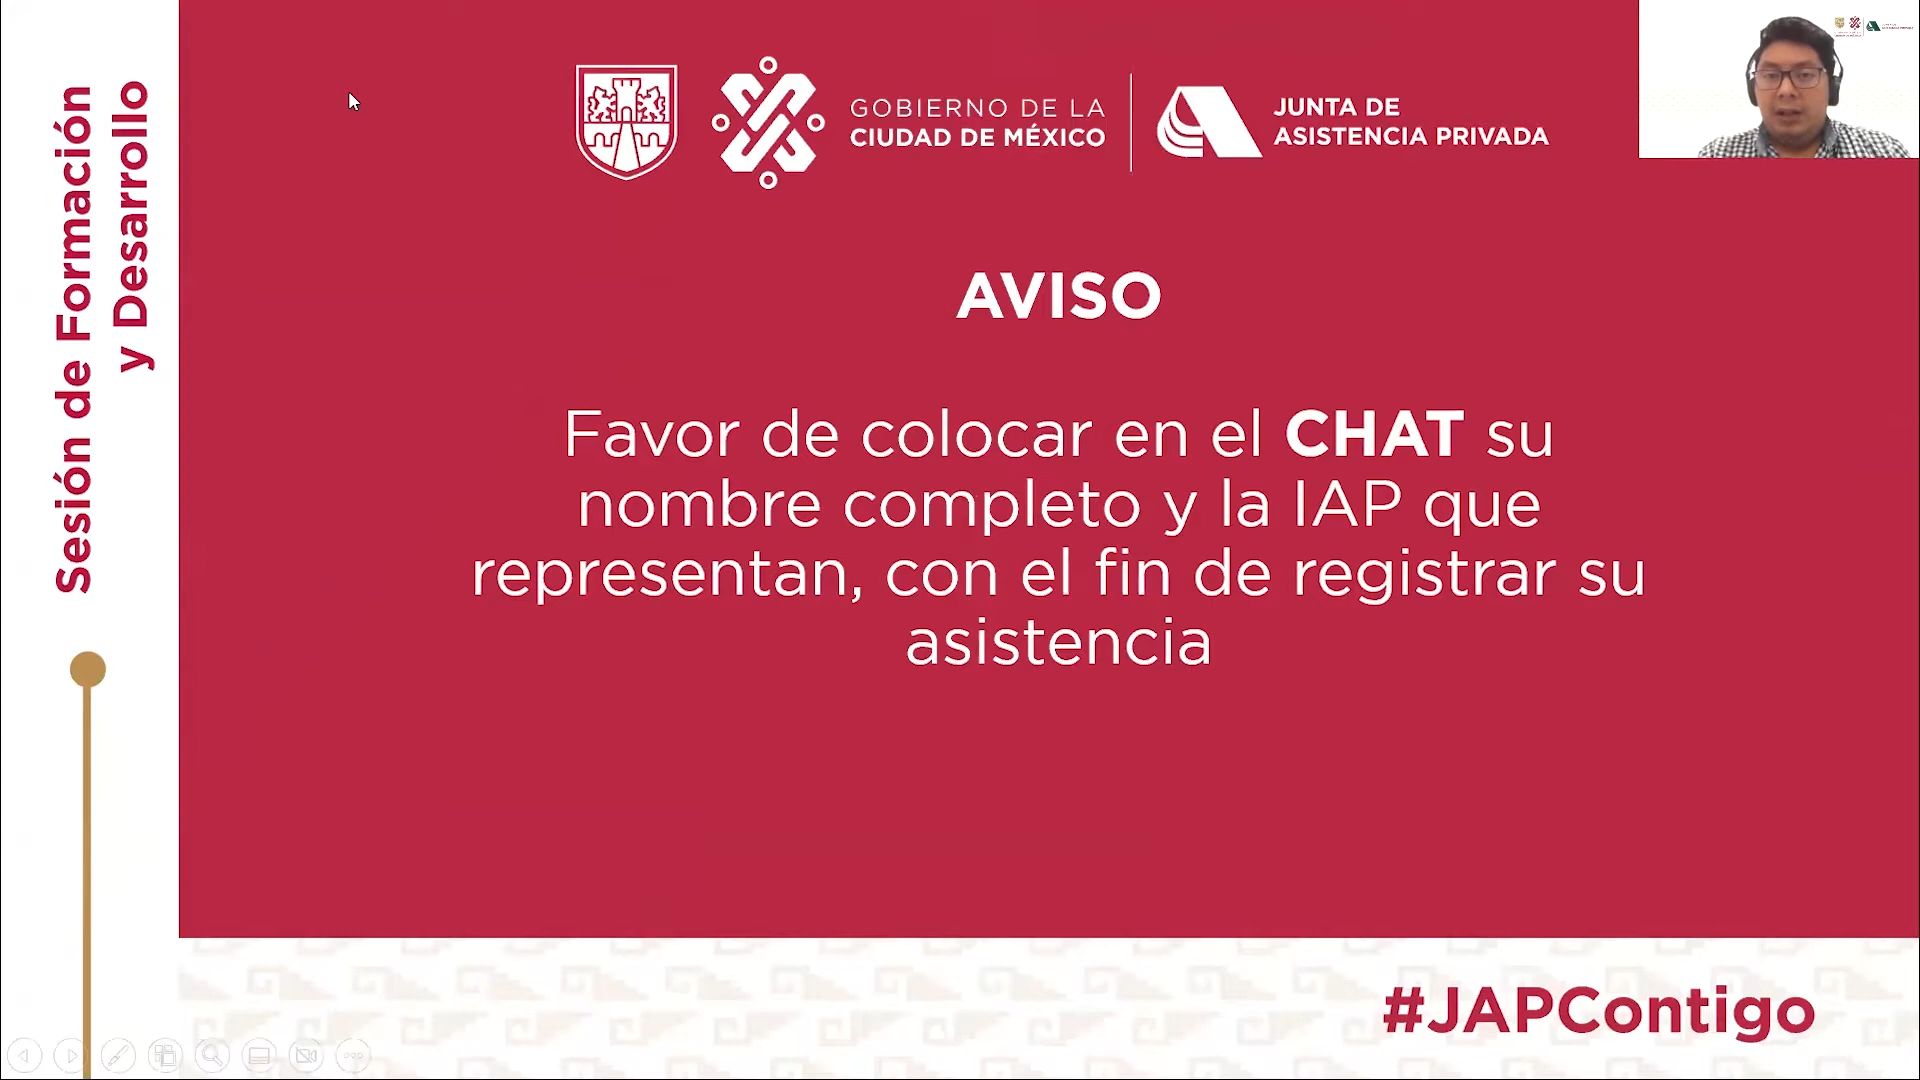 Sesión de Formación
y Desarrollo
GOBIERNO DE LA
CIUDAD DE MÉXICO
JUNTA DE
ASISTENCIA PRIVADA
AVISO
Favor de colocar en el CHAT su
nombre completo y la IAP que
representan, con el fin de registrar su
asistencia
#JAPContigo